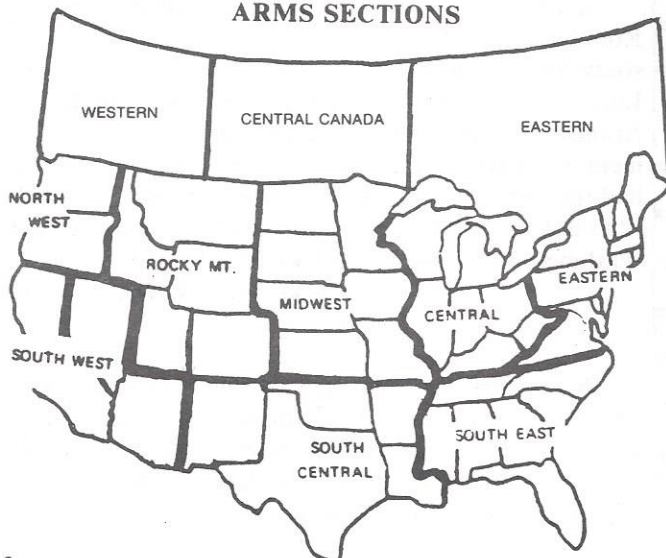 ARMS SECTIONS
WESTERN
CENTRAL CANADA
EASTERN
NORTH
WEST
ROCKY MT.
EASTERN
MIDWEST
CENTRAL
SOUTH WEST
SOUTH EAST
SOUTH
CENTRAL